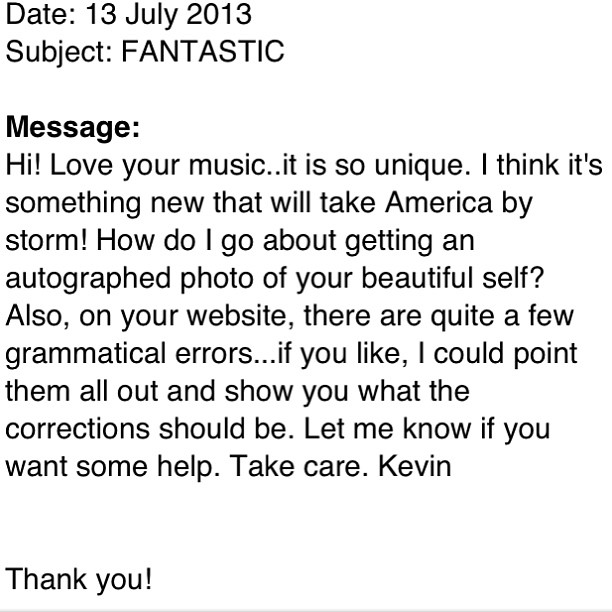 Date: 13 July 2013
Subject: FANTASTIC
Message:
Hi! Love your music..it is so unique. I think it's
something new that will take America by
storm! How do I go about getting an
autographed photo of your beautiful self?
Also, on your website, there are quite a few
grammatical errors...if you like, I could point
them all out and show you what the
corrections should be. Let me know if you
want some help. Take care. Kevin
Thank you!